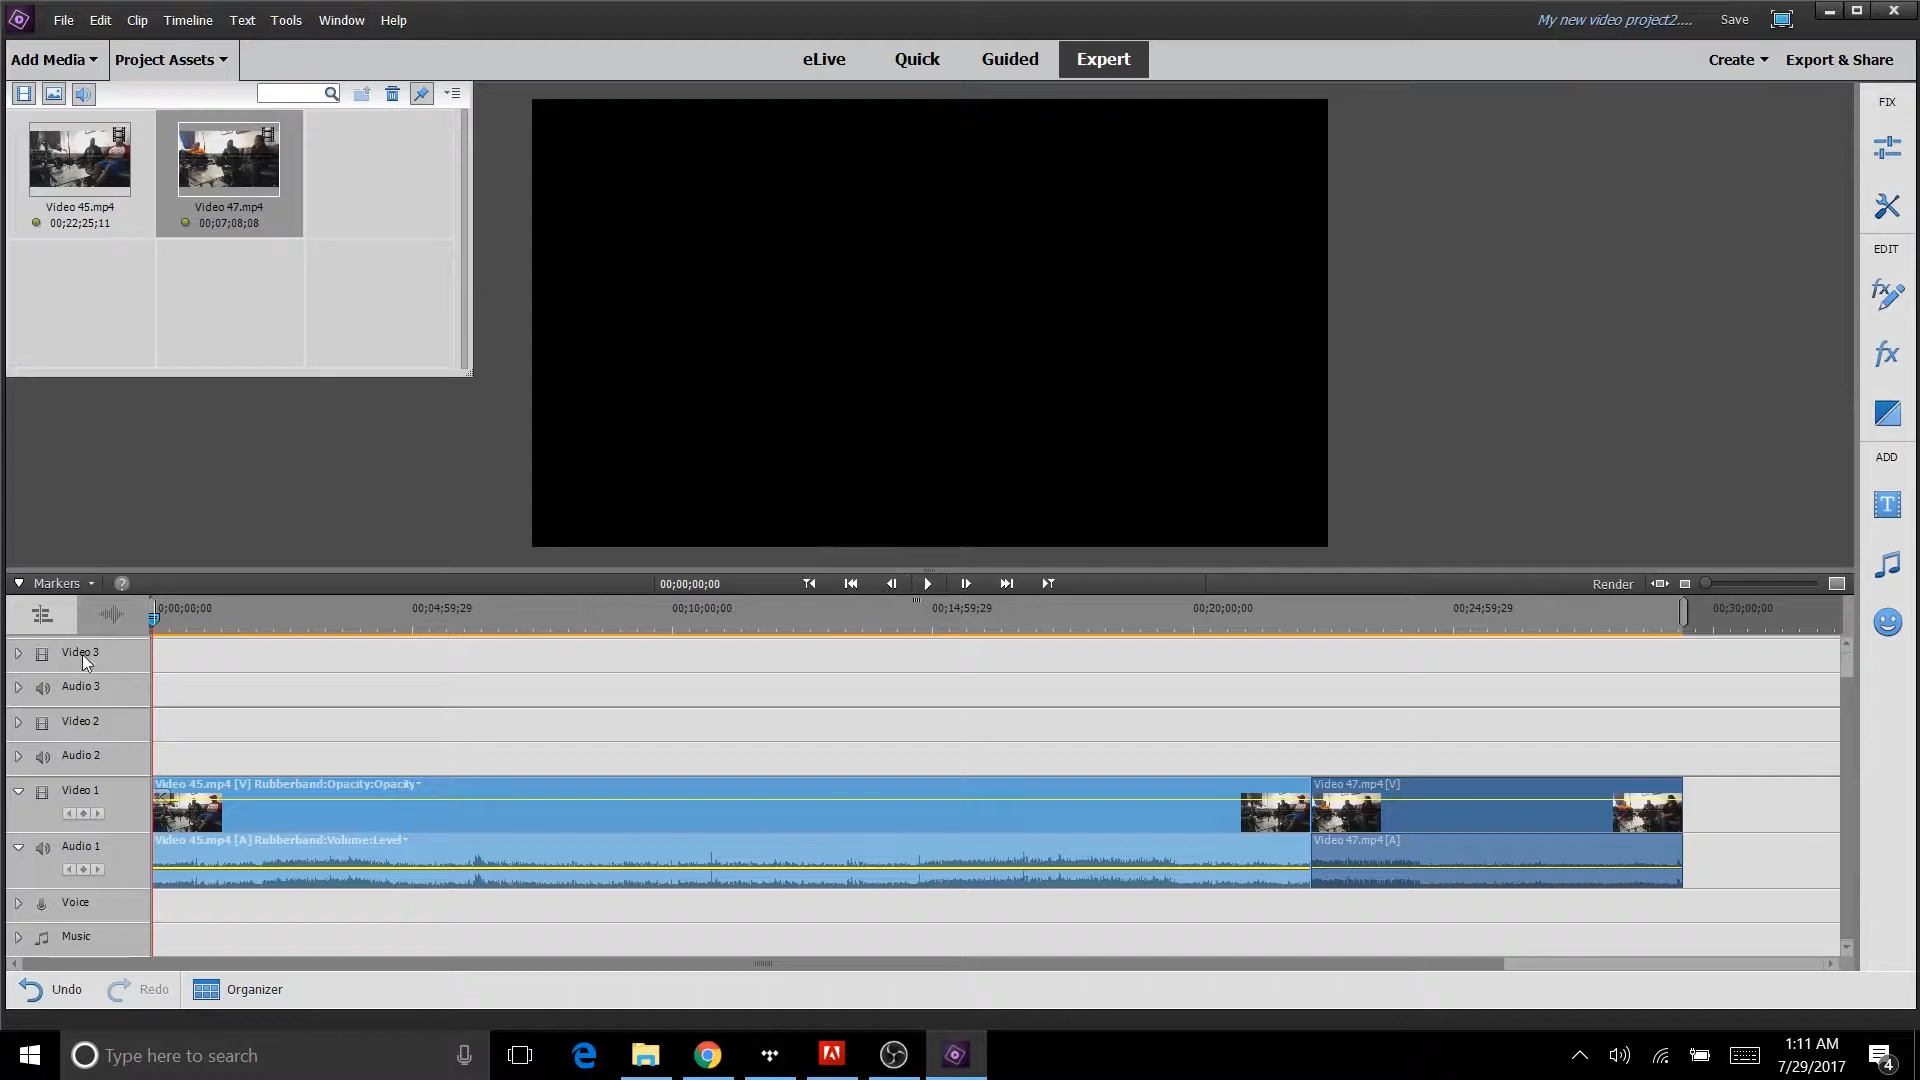 File Edit Clip Timeline Text Tools Window Help
My new video project2.... Save
Add Media Project Assets
eLive Quick Guided Expert
Create Export & Share
FIX
Video 45.mp4 Video 47.mp4
00;22;25;11 00;07;08;08
EDIT
fx
fx
ADD
T
Markers ? 00;00;00;00 Render
0;00;00;00 00;04;59;29 00;10;00;00 00;14;59;29 00;20;00;00 00;24;59;29 00;30;00;00
Video 3
Audio 3
Video 2
Audio 2
Video 45.mp4 [V] Rubberband:Opacity:Opacity Video 47.mp4 [V]
Video 1
Video 45.mp4 [A] Rubberband:Volume:Level Video 47.mp4 [A]
Audio 1
Voice
Music
Undo Redo Organizer
Type here to search
1:11 AM
7/29/2017
4